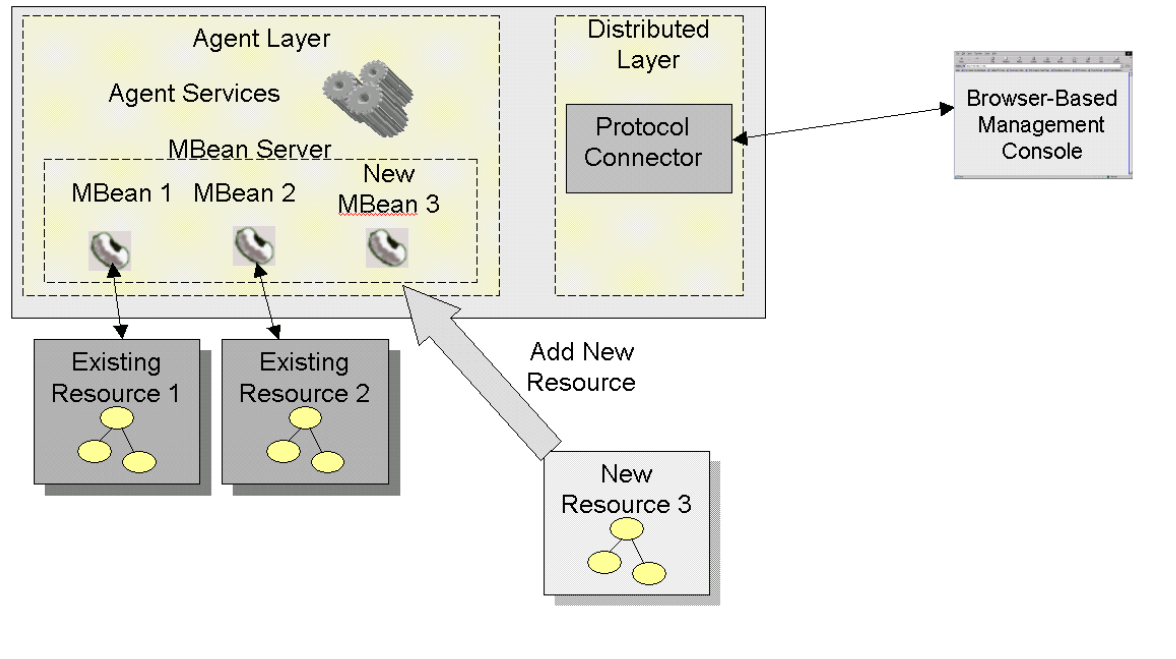 Agent Layer
Agent Services
MBean Server
MBean 1
MBean 2
New
MBean 3
Distributed
Layer
Protocol
Connector
Browser-Based
Management
Console
Existing
Resource 1
Existing
Resource 2
Add New
Resource
New
Resource 3